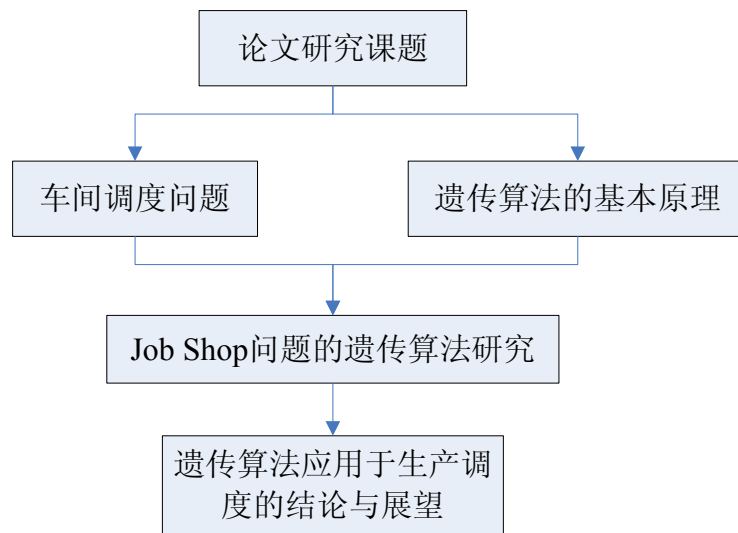 论文研究课题
车间调度问题
遗传算法的基本原理
Job Shop问题的遗传算法研究
遗传算法应用于生产调
度的结论与展望